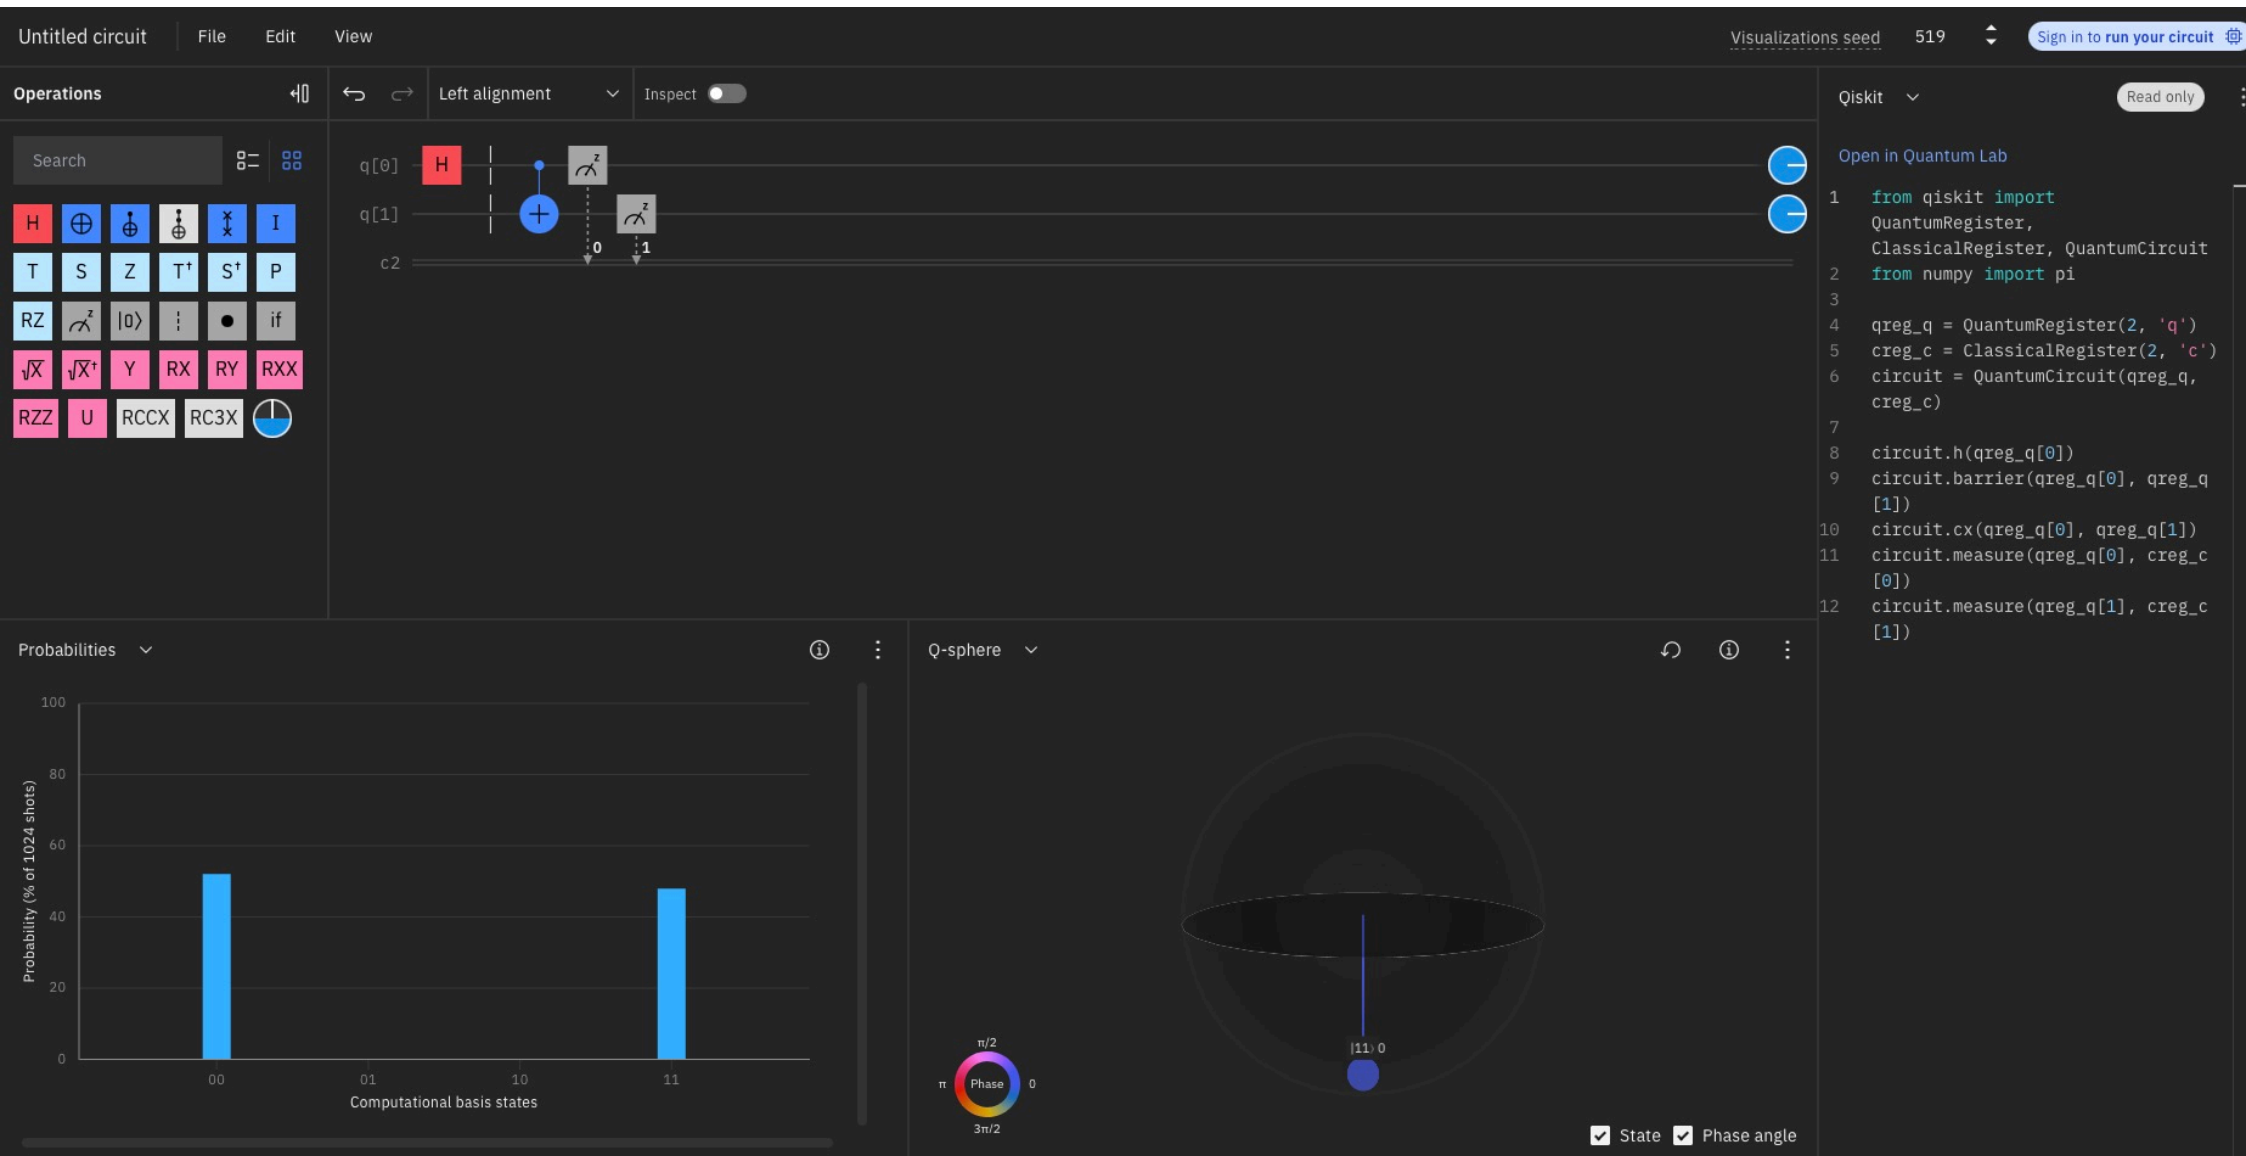 Untitled circuit File Edit View Visualizations seed 519 Sign in to run your circuit
Operations
Left alignment
Inspect
Search
H I
T S Z T† S† P
RZ z |0⟩ if
√X √X† Y RX RY RXX
RZZ U RCCX RC3X
q[0] H z
q[1] + z
0 1
c2
Qiskit Read only
Open in Quantum Lab
1 from qiskit import
QuantumRegister,
ClassicalRegister, QuantumCircuit
2 from numpy import pi
3
4 qreg_q = QuantumRegister(2, 'q')
5 creg_c = ClassicalRegister(2, 'c')
6 circuit = QuantumCircuit(qreg_q,
creg_c)
7
8 circuit.h(qreg_q[0])
9 circuit.barrier(qreg_q[0], qreg_q
[1])
10 circuit.cx(qreg_q[0], qreg_q[1])
11 circuit.measure(qreg_q[0], creg_c
[0])
12 circuit.measure(qreg_q[1], creg_c
[1])
Probabilities
Probability (% of 1024 shots)
100
80
60
40
20
0
00 01 10 11
Computational basis states
Q-sphere
|11⟩ 0
π/2
π Phase 0
3π/2
State Phase angle